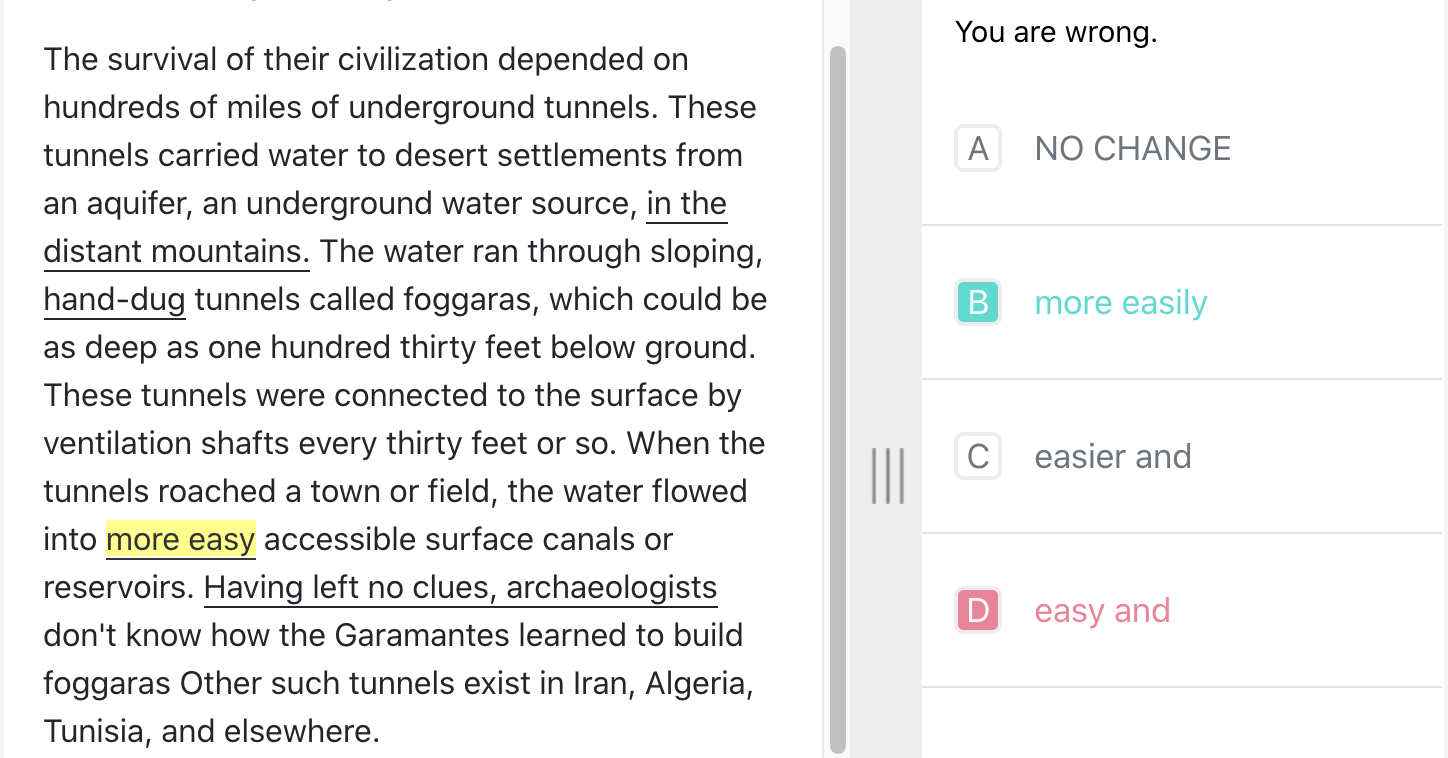 The survival of their civilization depended on
hundreds of miles of underground tunnels. These
tunnels carried water to desert settlements from
an aquifer, an underground water source, in the
distant mountains. The water ran through sloping,
hand-dug tunnels called foggaras, which could be
as deep as one hundred thirty feet below ground.
These tunnels were connected to the surface by
ventilation shafts every thirty feet or so. When the
tunnels roached a town or field, the water flowed
into more easy accessible surface canals or
reservoirs. Having left no clues, archaeologists
don't know how the Garamantes learned to build
foggaras Other such tunnels exist in Iran, Algeria,
Tunisia, and elsewhere.
You are wrong.
A NO CHANGE
B more easily
C easier and
D easy and